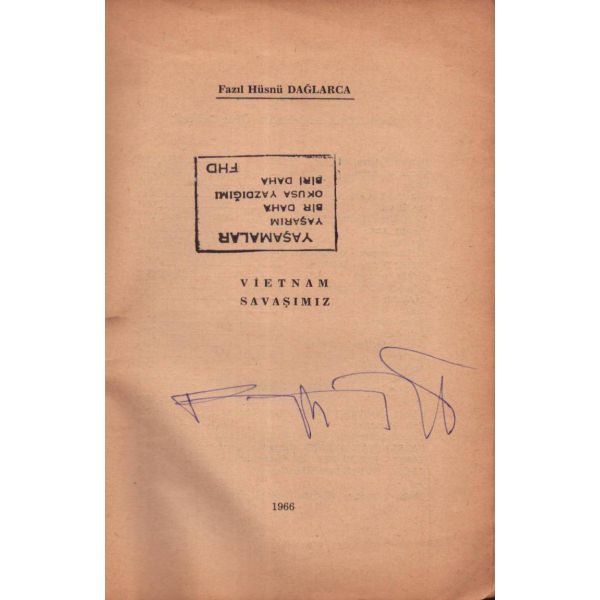 Fazıl Hüsnü DAĞLARCA
YAŞAMALAR
YAŞARIM
BİR DAHA
OKUSA YAZDIĞIMI
BİRİ DAHA
FHD
VİETNAM
SAVAŞIMIZ
1966